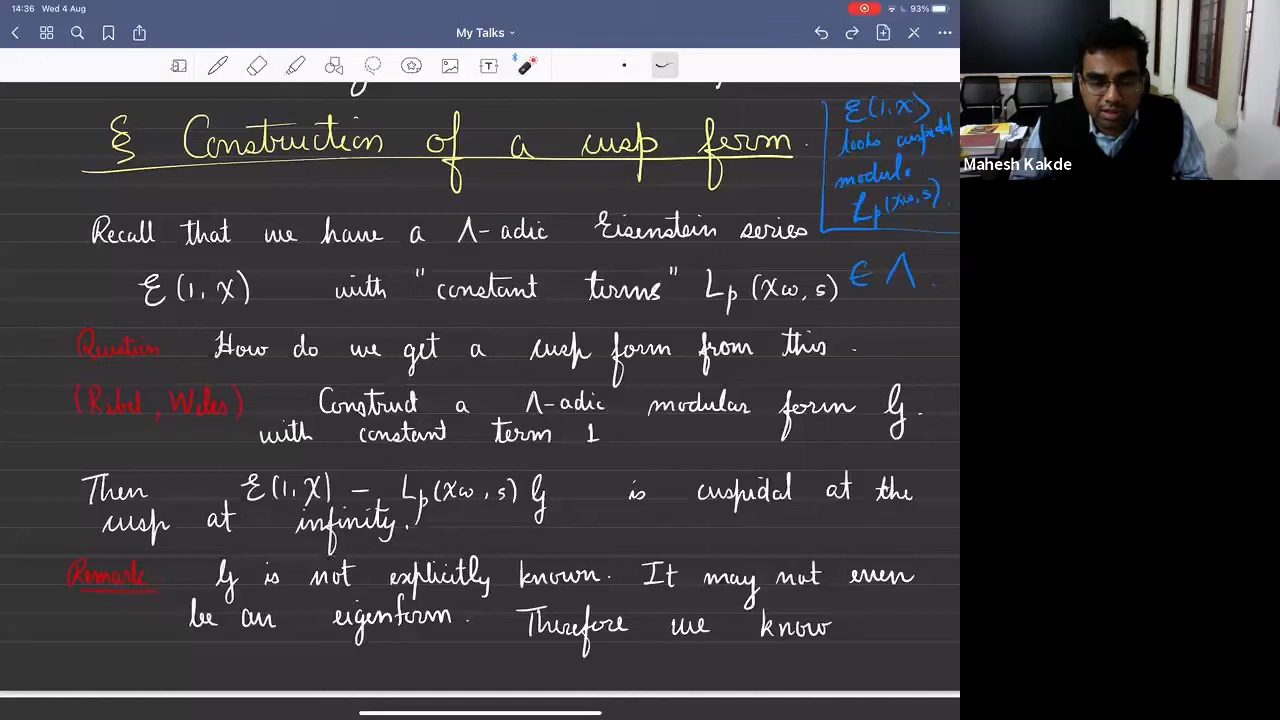 14:36 Wed 4 Aug
93%
My Talks
§ Construction of a cusp form.
E(1,χ)
looks cuspidal
modulo
Lp(χω,s).
Mahesh Kakde
Recall that we have a Λ-adic Eisenstein series
E(1,χ) with "constant terms" Lp(χω,s) ∈ Λ.
Question How do we get a cusp form from this.
(Ribet, Wiles) Construct a Λ-adic modular form G.
with constant term 1
Then E(1,χ) - Lp(χω,s) G is cuspidal at the
cusp at infinity.
Remark G is not explicitly known. It may not even
be an eigenform. Therefore we know